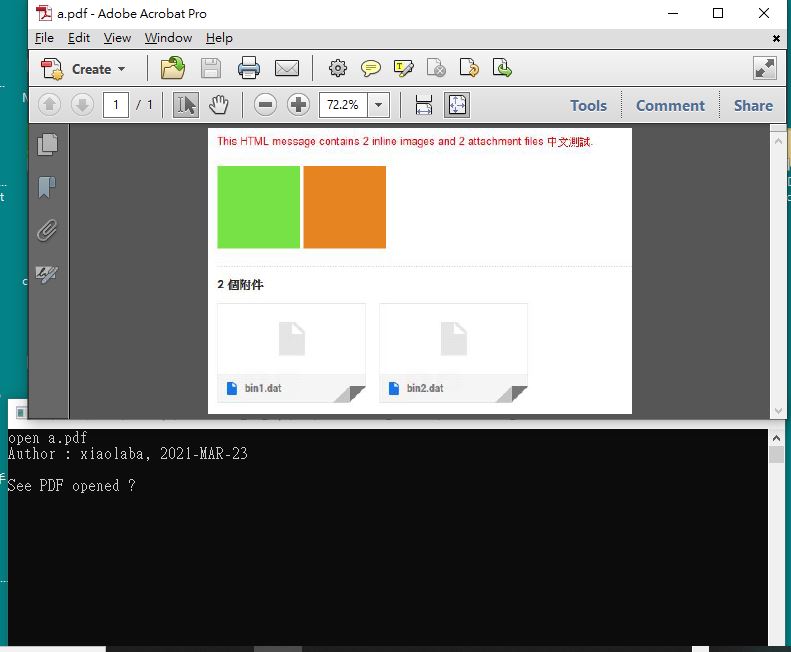 a.pdf - Adobe Acrobat Pro
File Edit View Window Help
Create
1 / 1 72.2% Tools Comment Share
This HTML message contains 2 inline images and 2 attachment files 中文測試.
2 個附件
bin1.dat bin2.dat
open a.pdf
Author : xiaolaba, 2021-MAR-23
See PDF opened ?